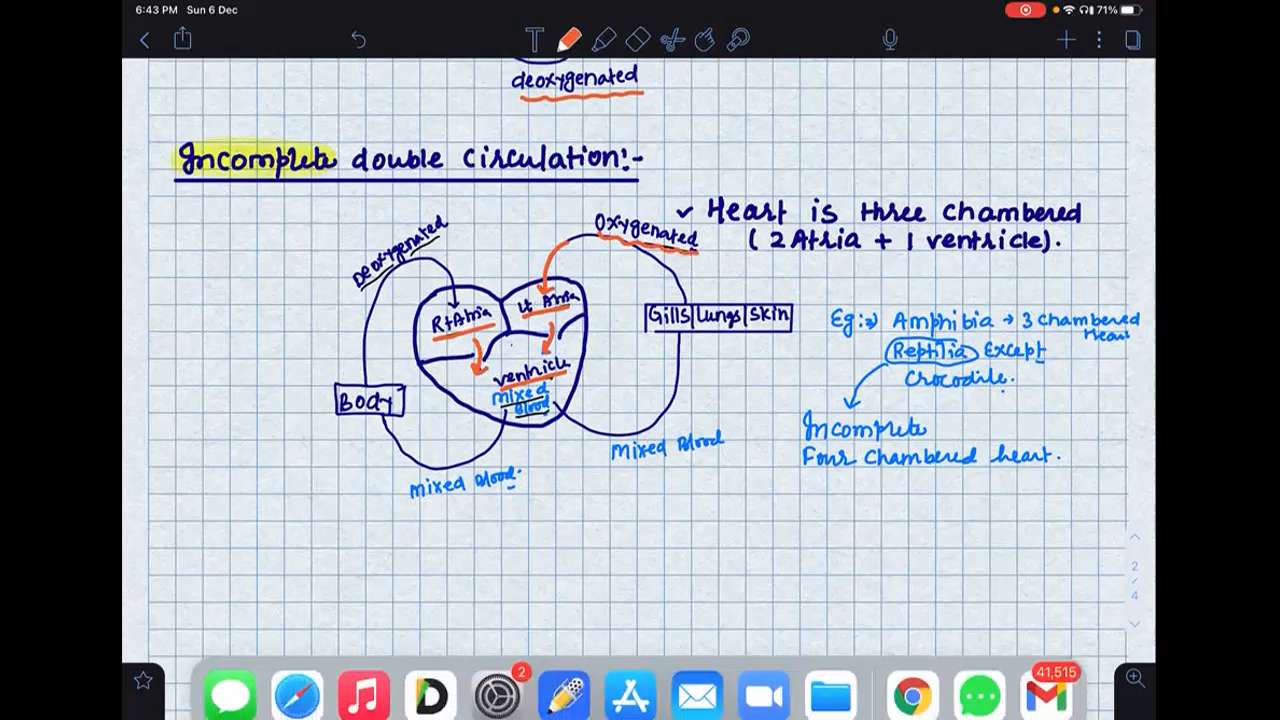 6:43 PM Sun 6 Dec
71%
deoxygenated
Incomplete double circulation:-
✓ Heart is three chambered
(2 Atria + 1 ventricle).
Deoxygenated
Oxygenated
Rt Atria
Lt Atria
Gills|Lungs|Skin
Eg:→ Amphibia → 3 chambered
Heart
Reptilia Except
Crocodile.
ventricle
mixed
Blood
Body
Incomplete
Four chambered heart.
Mixed Blood
Mixed Blood.
2
/
4
T
2
41,515